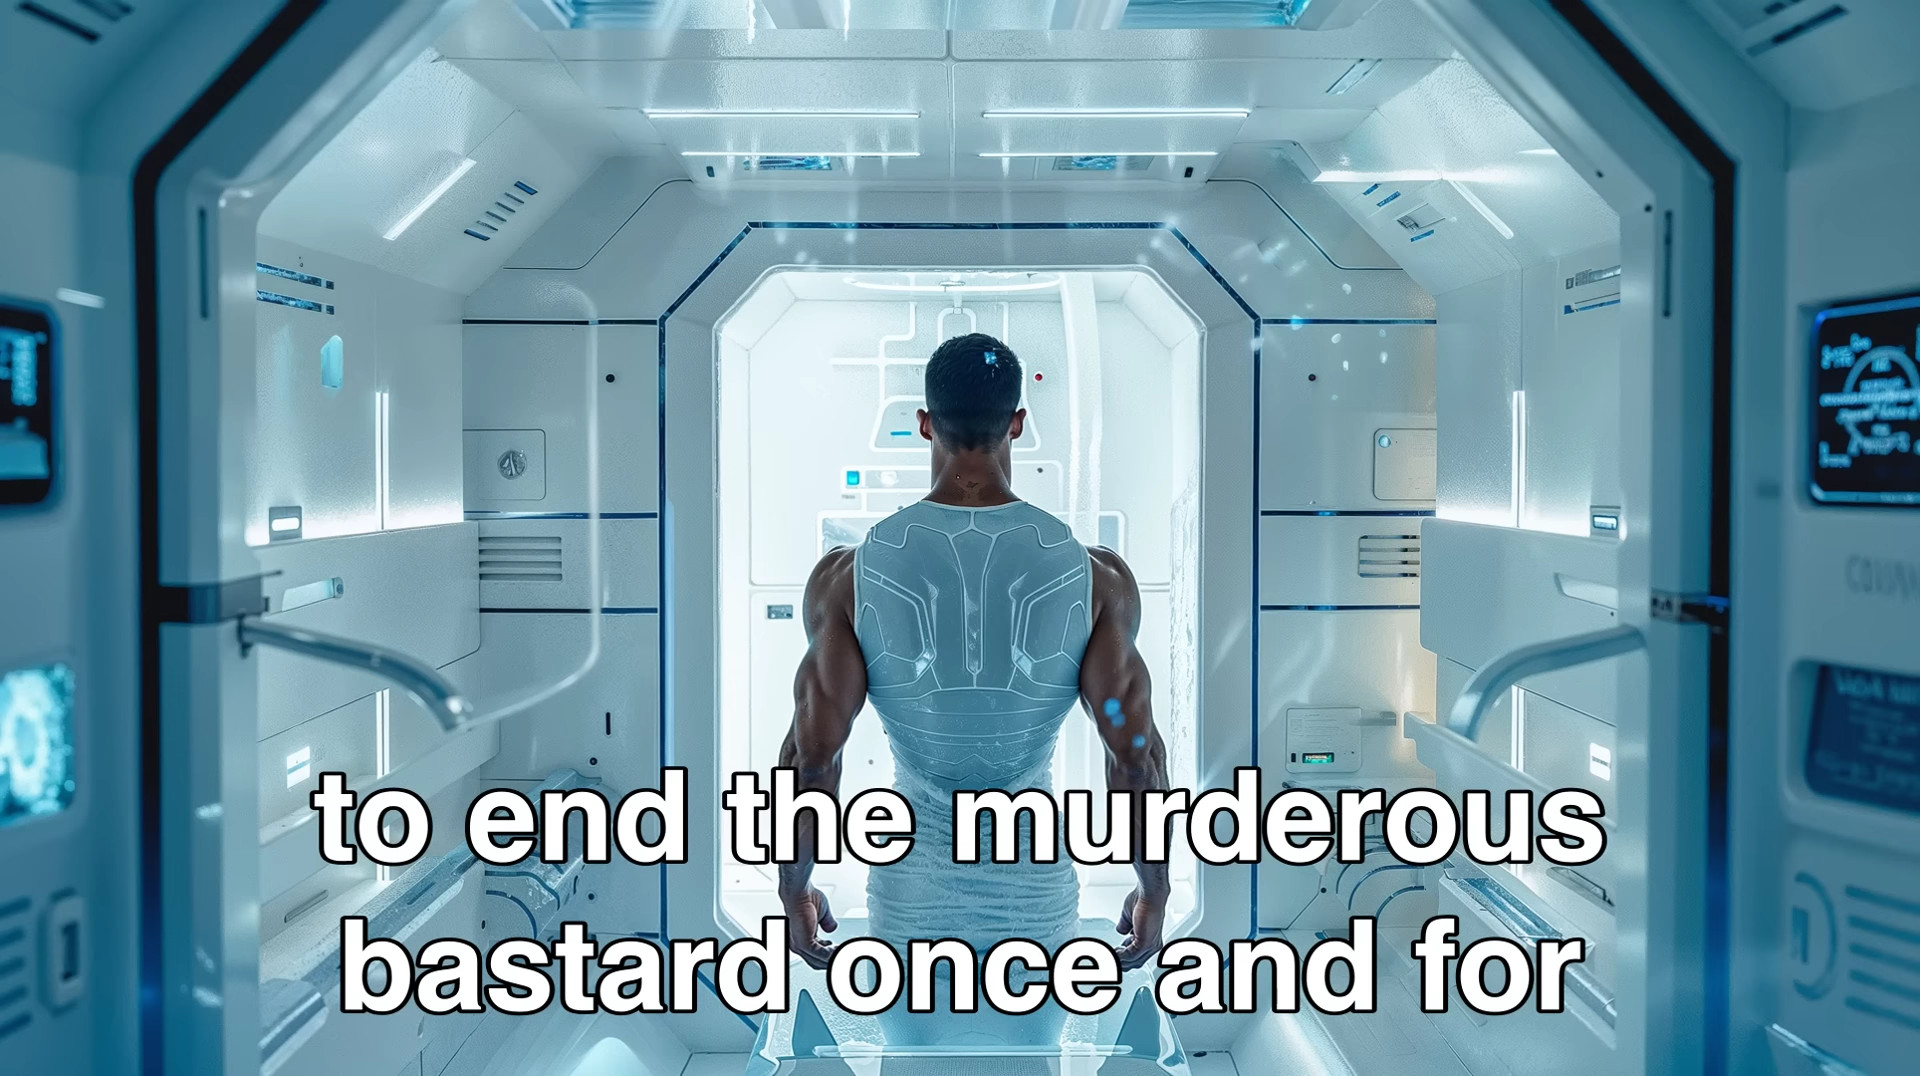 to end the murderous
bastard once and for